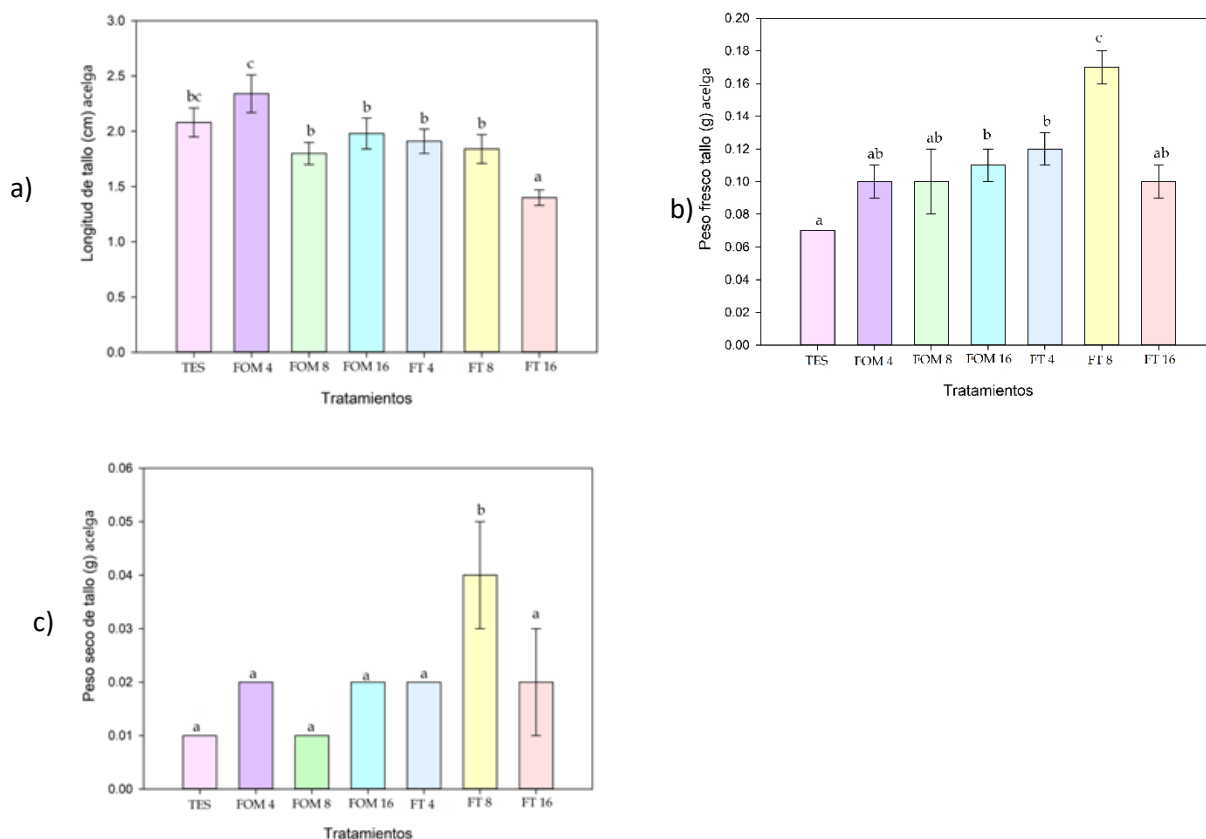 a)
Longitud de tallo (cm) acelga
3.0
2.5
2.0
1.5
1.0
0.5
0.0
bc
c
b
b
b
b
a
TES FOM 4 FOM 8 FOM 16 FT 4 FT 8 FT 16
Tratamientos
b)
Peso fresco tallo (g) acelga
0.20
0.18
0.16
0.14
0.12
0.10
0.08
0.06
0.04
0.02
0.00
a
ab
ab
b
b
c
ab
TES FOM 4 FOM 8 FOM 16 FT 4 FT 8 FT 16
Tratamientos
c)
Peso seco de tallo (g) acelga
0.06
0.05
0.04
0.03
0.02
0.01
0.00
a
a
a
a
a
b
a
TES FOM 4 FOM 8 FOM 16 FT 4 FT 8 FT 16
Tratamientos